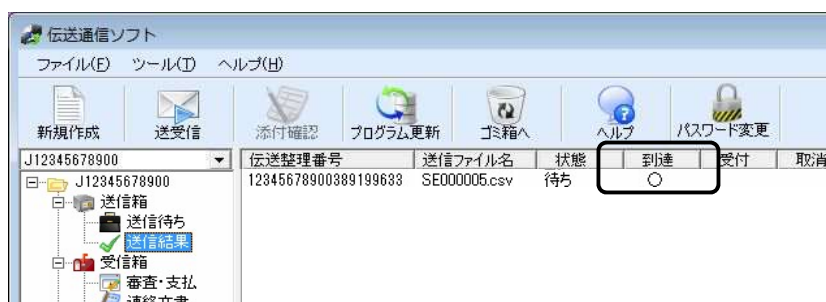 伝送通信ソフト
ファイル(F) ツール(T) ヘルプ(H)
新規作成 送受信 添付確認 プログラム更新 ゴミ箱へ ヘルプ パスワード変更
J12345678900 伝送整理番号 送信ファイル名 状態 到達 受付 取消
J12345678900 12345678900389199633 SE000005.csv 待ち ○
送信箱
送信待ち
送信結果
受信箱
審査・支払
連絡文書